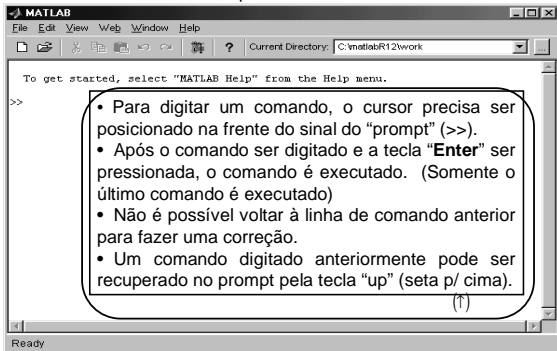 MATLAB
File Edit View Web Window Help
? Current Directory: C:\matlabR12\work ...
To get started, select "MATLAB Help" from the Help menu.
>>
• Para digitar um comando, o cursor precisa ser
posicionado na frente do sinal do “prompt” (>>).
• Após o comando ser digitado e a tecla “Enter” ser
pressionada, o comando é executado. (Somente o
último comando é executado)
• Não é possível voltar à linha de comando anterior
para fazer uma correção.
• Um comando digitado anteriormente pode ser
recuperado no prompt pela tecla “up” (seta p/ cima).
(↑)
Ready